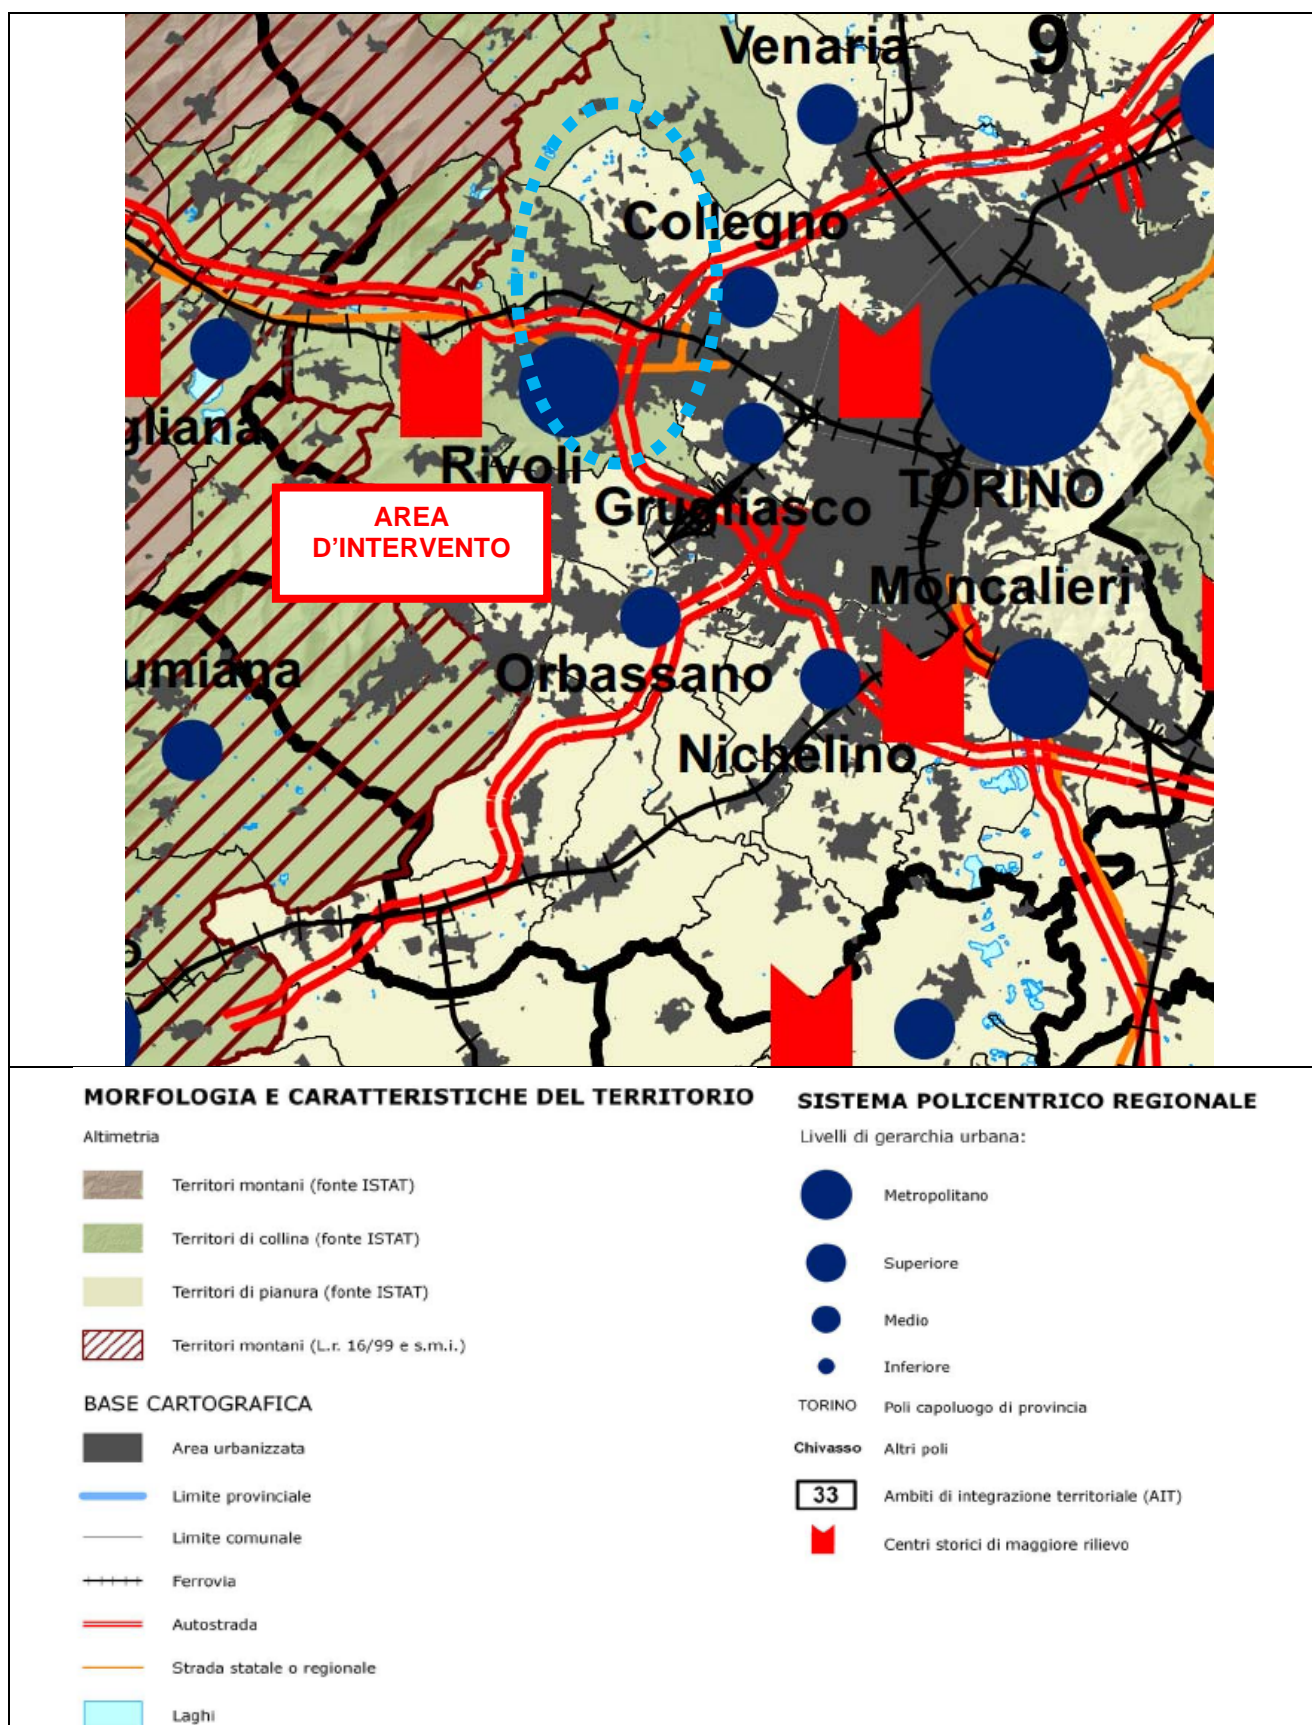 Venaria
9
Collegno
gliana
Rivoli
TORINO
Grugliasco
AREA
D'INTERVENTO
Moncalieri
umiana
Orbassano
Nichelino
o
MORFOLOGIA E CARATTERISTICHE DEL TERRITORIO
Altimetria
Territori montani (fonte ISTAT)
Territori di collina (fonte ISTAT)
Territori di pianura (fonte ISTAT)
Territori montani (L.r. 16/99 e s.m.i.)
BASE CARTOGRAFICA
Area urbanizzata
Limite provinciale
Limite comunale
Ferrovia
Autostrada
Strada statale o regionale
Laghi
SISTEMA POLICENTRICO REGIONALE
Livelli di gerarchia urbana:
Metropolitano
Superiore
Medio
Inferiore
TORINO Poli capoluogo di provincia
Chivasso Altri poli
33 Ambiti di integrazione territoriale (AIT)
Centri storici di maggiore rilievo